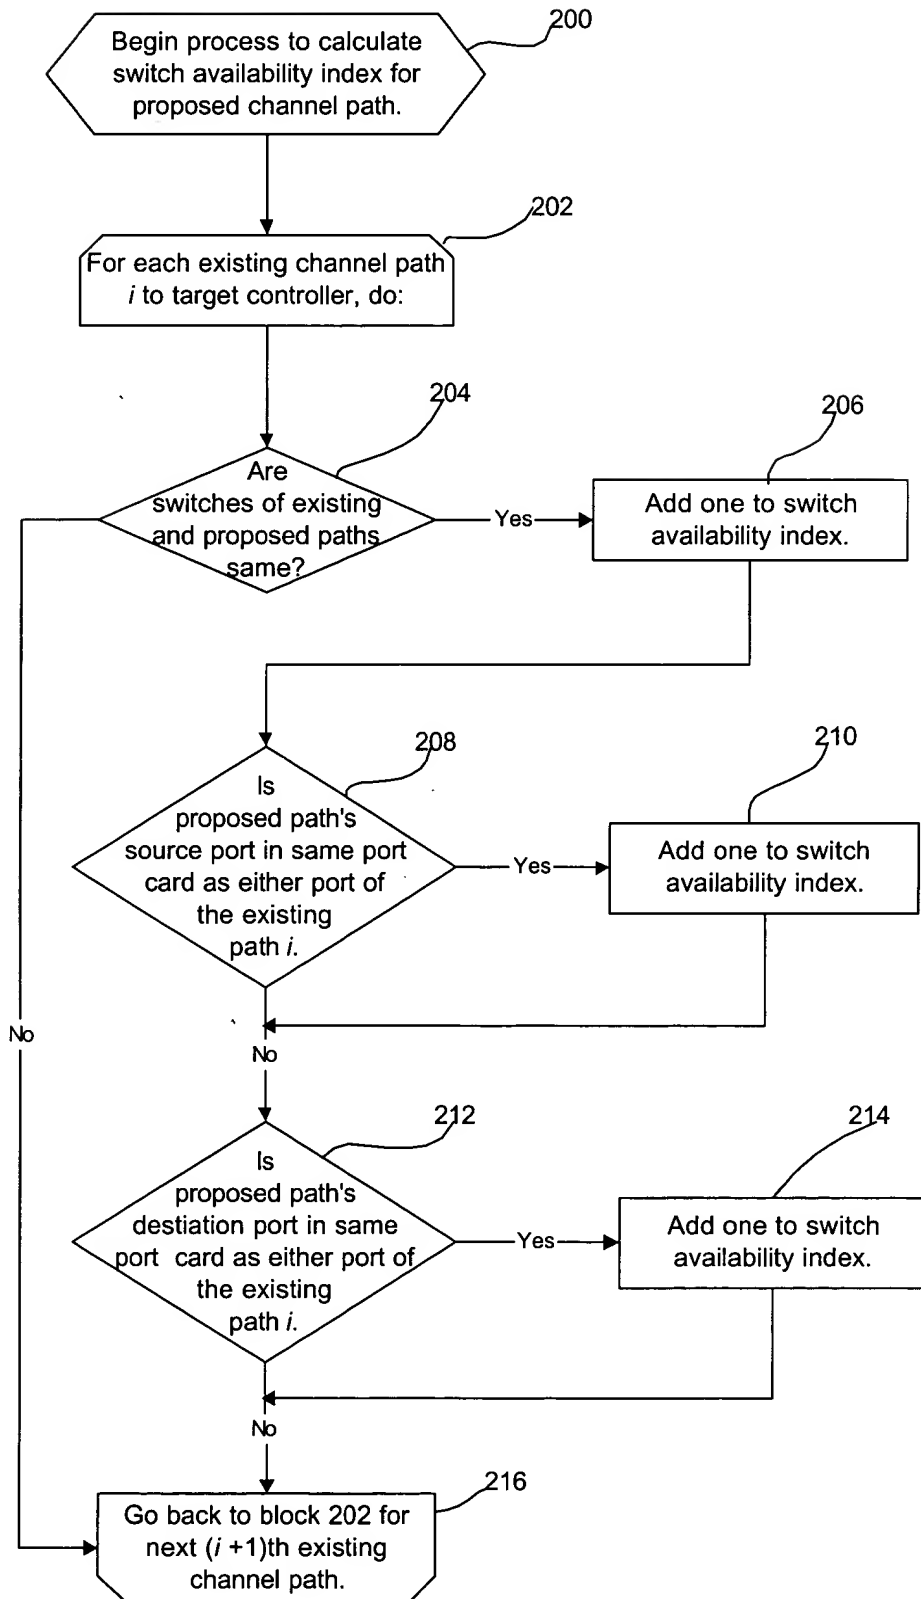 200
Begin process to calculate
switch availability index for
proposed channel path.
202
For each existing channel path
i to target controller, do:
204
Are
switches of existing
and proposed paths
same?
Yes
206
Add one to switch
availability index.
208
Is
proposed path's
source port in same port
card as either port of
the existing
path i.
Yes
210
Add one to switch
availability index.
No
No
212
Is
proposed path's
destiation port in same
port card as either port of
the existing
path i.
Yes
214
Add one to switch
availability index.
No
216
Go back to block 202 for
next (i +1)th existing
channel path.